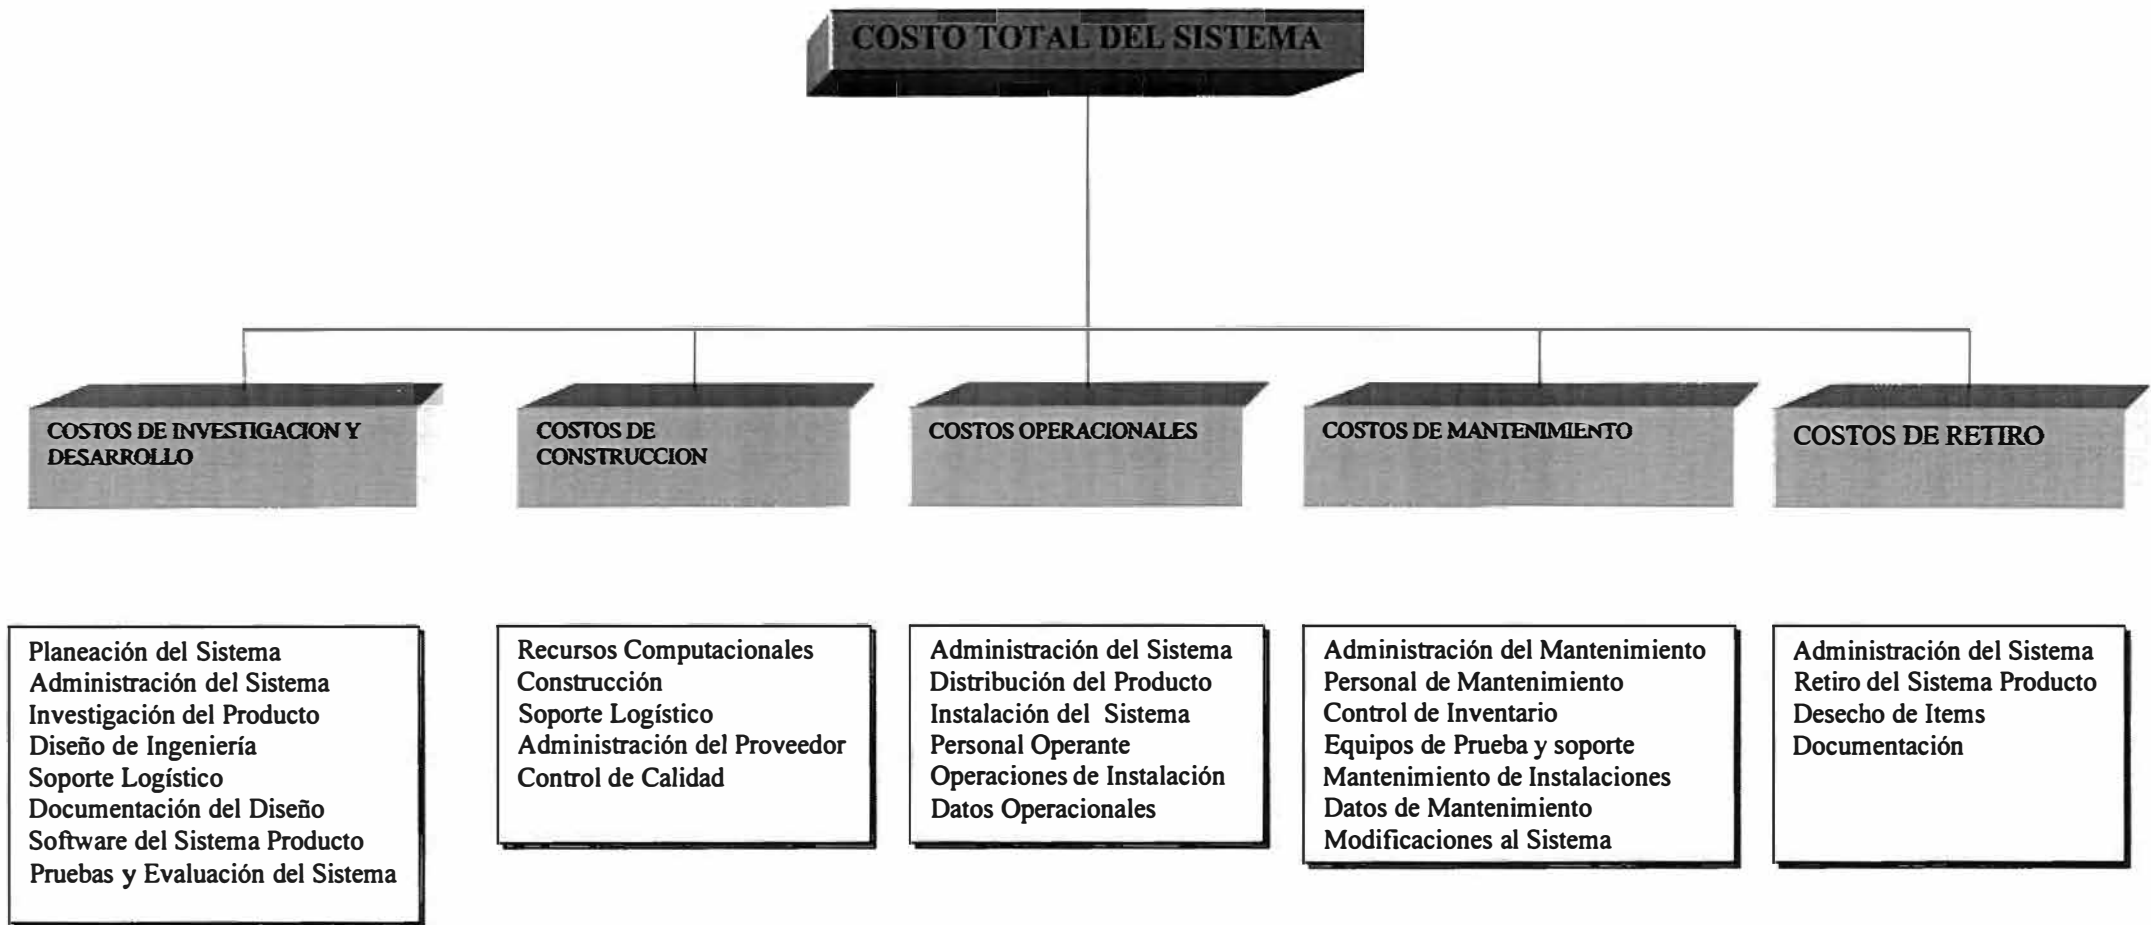 COSTO TOTAL DEL SISTEMA
COSTOS DE INVESTIGACION Y
DESARROLLO
COSTOS DE
CONSTRUCCION
COSTOS OPERACIONALES
COSTOS DE MANTENIMIENTO
COSTOS DE RETIRO
Planeación del Sistema
Administración del Sistema
Investigación del Producto
Diseño de Ingeniería
Soporte Logístico
Documentación del Diseño
Software del Sistema Producto
Pruebas y Evaluación del Sistema
Recursos Computacionales
Construcción
Soporte Logístico
Administración del Proveedor
Control de Calidad
Administración del Sistema
Distribución del Producto
Instalación del Sistema
Personal Operante
Operaciones de Instalación
Datos Operacionales
Administración del Mantenimiento
Personal de Mantenimiento
Control de Inventario
Equipos de Prueba y soporte
Mantenimiento de Instalaciones
Datos de Mantenimiento
Modificaciones al Sistema
Administración del Sistema
Retiro del Sistema Producto
Desecho de Items
Documentación